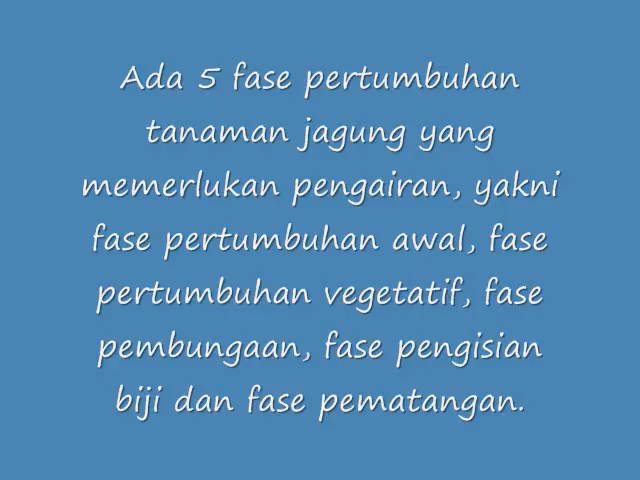 Ada 5 fase pertumbuhan
tanaman jagung yang
memerlukan pengairan, yakni
fase pertumbuhan awal, fase
pertumbuhan vegetatif, fase
pembungaan, fase pengisian
biji dan fase pematangan.